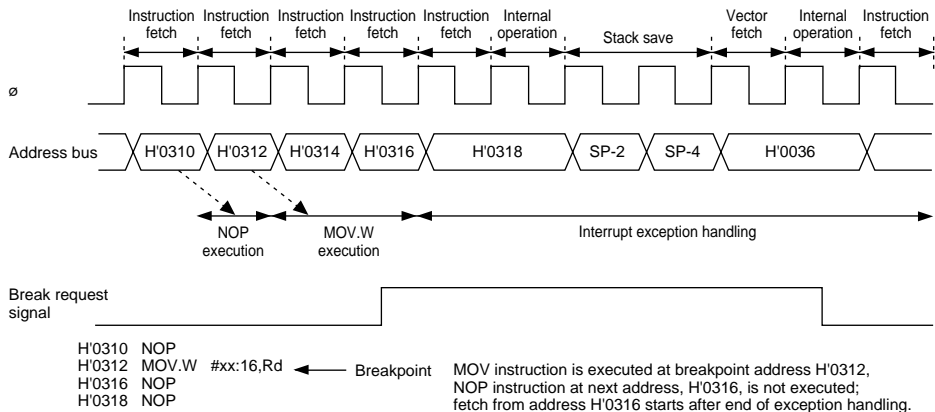 Instruction fetch Instruction fetch Instruction fetch Instruction fetch Instruction fetch Internal operation Stack save Vector fetch Internal operation Instruction fetch
ø
Address bus H'0310 H'0312 H'0314 H'0316 H'0318 SP-2 SP-4 H'0036
NOP execution MOV.W execution Interrupt exception handling
Break request
signal
H'0310 NOP
H'0312 MOV.W #xx:16,Rd Breakpoint
H'0316 NOP
H'0318 NOP
MOV instruction is executed at breakpoint address H'0312,
NOP instruction at next address, H'0316, is not executed;
fetch from address H'0316 starts after end of exception handling.